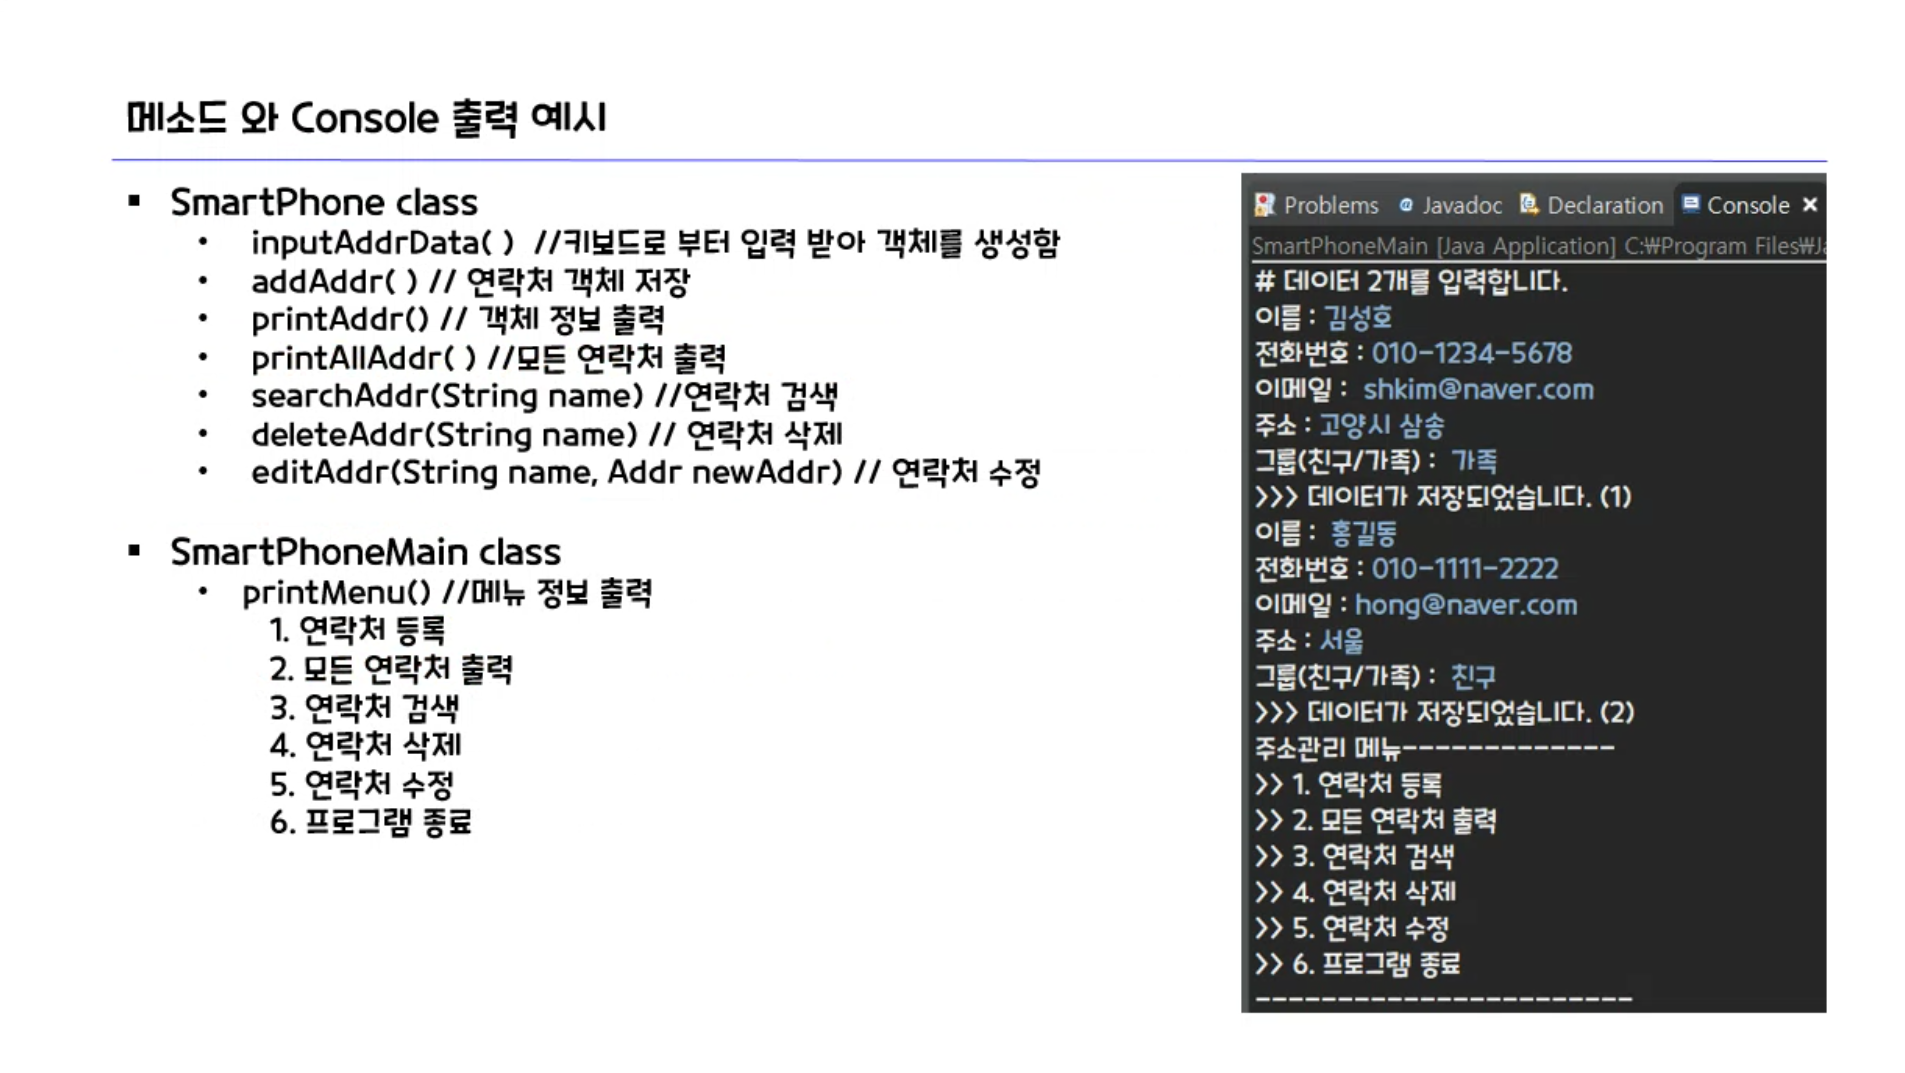 메소드 와 Console 출력 예시
▪ SmartPhone class
• inputAddrData( ) //키보드로 부터 입력 받아 객체를 생성함
• addAddr( ) // 연락처 객체 저장
• printAddr() // 객체 정보 출력
• printAllAddr( ) //모든 연락처 출력
• searchAddr(String name) //연락처 검색
• deleteAddr(String name) // 연락처 삭제
• editAddr(String name, Addr newAddr) // 연락처 수정
▪ SmartPhoneMain class
• printMenu() //메뉴 정보 출력
1. 연락처 등록
2. 모든 연락처 출력
3. 연락처 검색
4. 연락처 삭제
5. 연락처 수정
6. 프로그램 종료
Problems @ Javadoc Declaration Console ×
SmartPhoneMain [Java Application] C:₩Program Files₩Ja
# 데이터 2개를 입력합니다.
이름 : 김성호
전화번호 : 010-1234-5678
이메일 : shkim@naver.com
주소 : 고양시 삼송
그룹(친구/가족) : 가족
>>> 데이터가 저장되었습니다. (1)
이름 : 홍길동
전화번호 : 010-1111-2222
이메일 : hong@naver.com
주소 : 서울
그룹(친구/가족) : 친구
>>> 데이터가 저장되었습니다. (2)
주소관리 메뉴-------------
>> 1. 연락처 등록
>> 2. 모든 연락처 출력
>> 3. 연락처 검색
>> 4. 연락처 삭제
>> 5. 연락처 수정
>> 6. 프로그램 종료
-----------------------